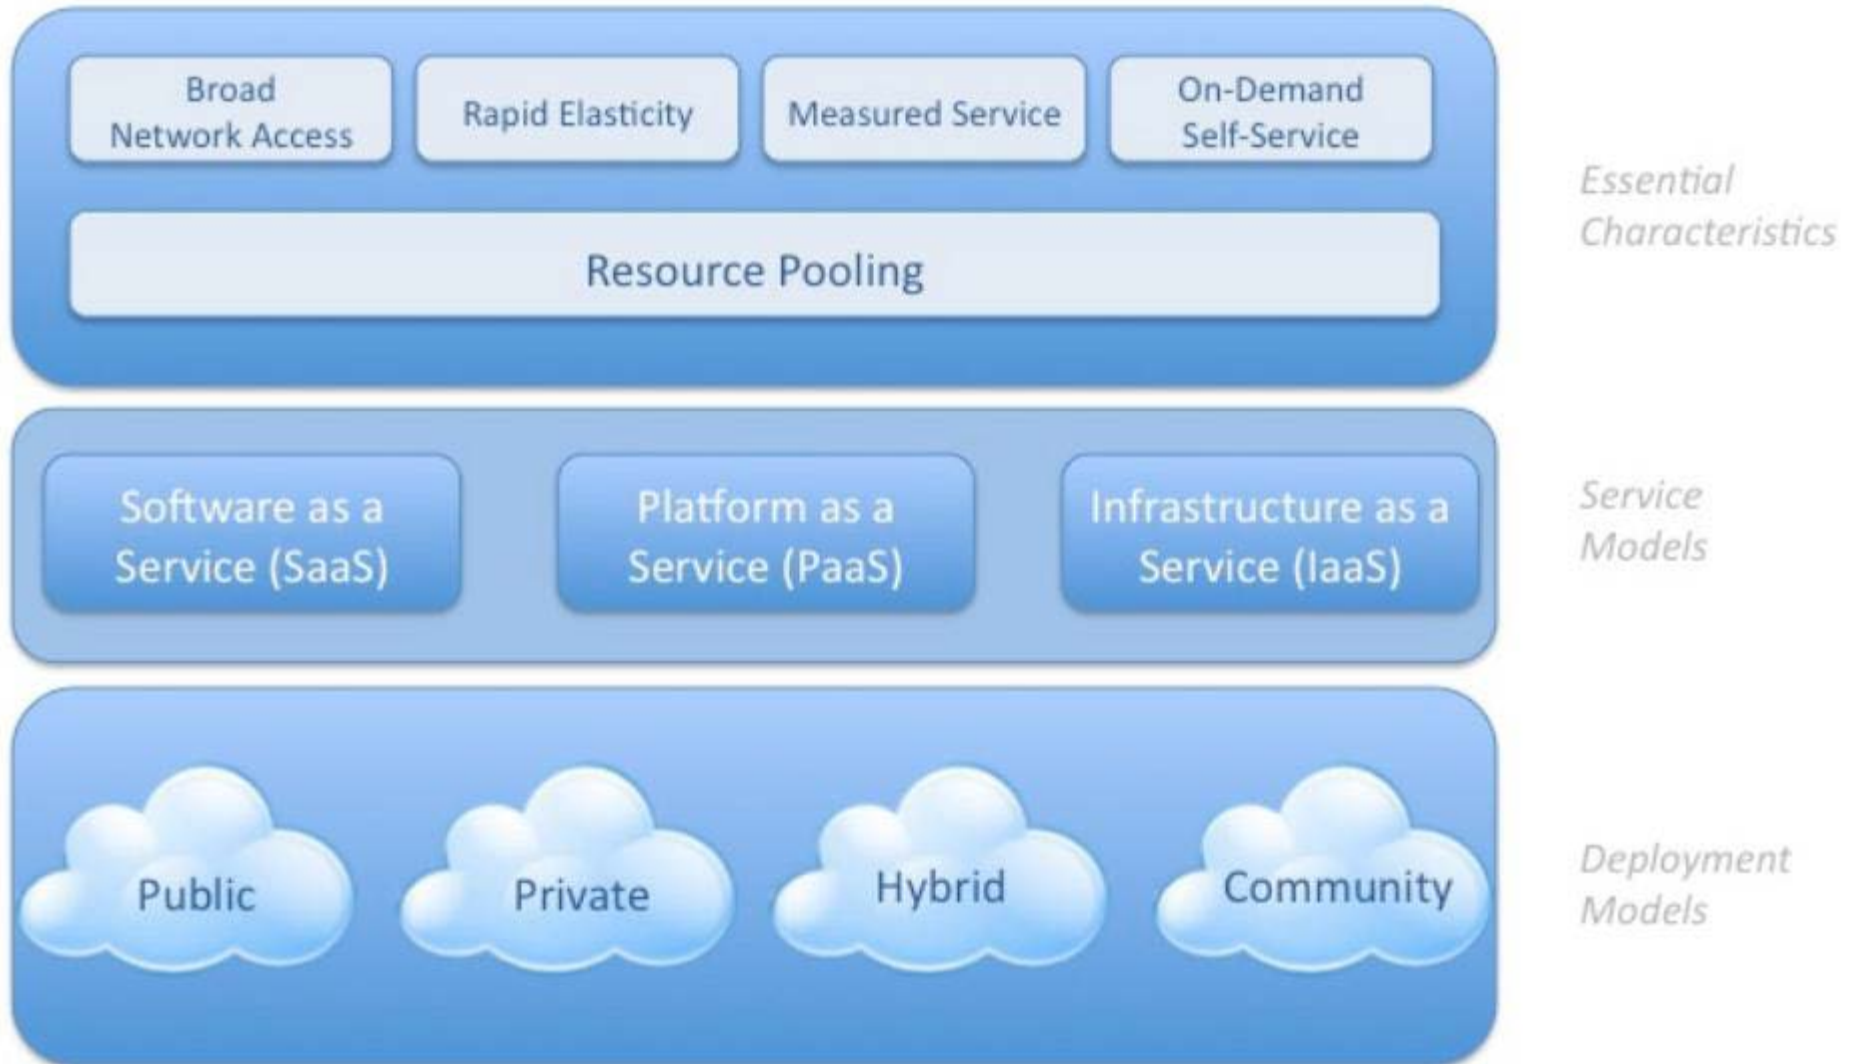 Broad
Network Access
Rapid Elasticity
Measured Service
On-Demand
Self-Service
Resource Pooling
Essential
Characteristics
Software as a
Service (SaaS)
Platform as a
Service (PaaS)
Infrastructure as a
Service (IaaS)
Service
Models
Public
Private
Hybrid
Community
Deployment
Models